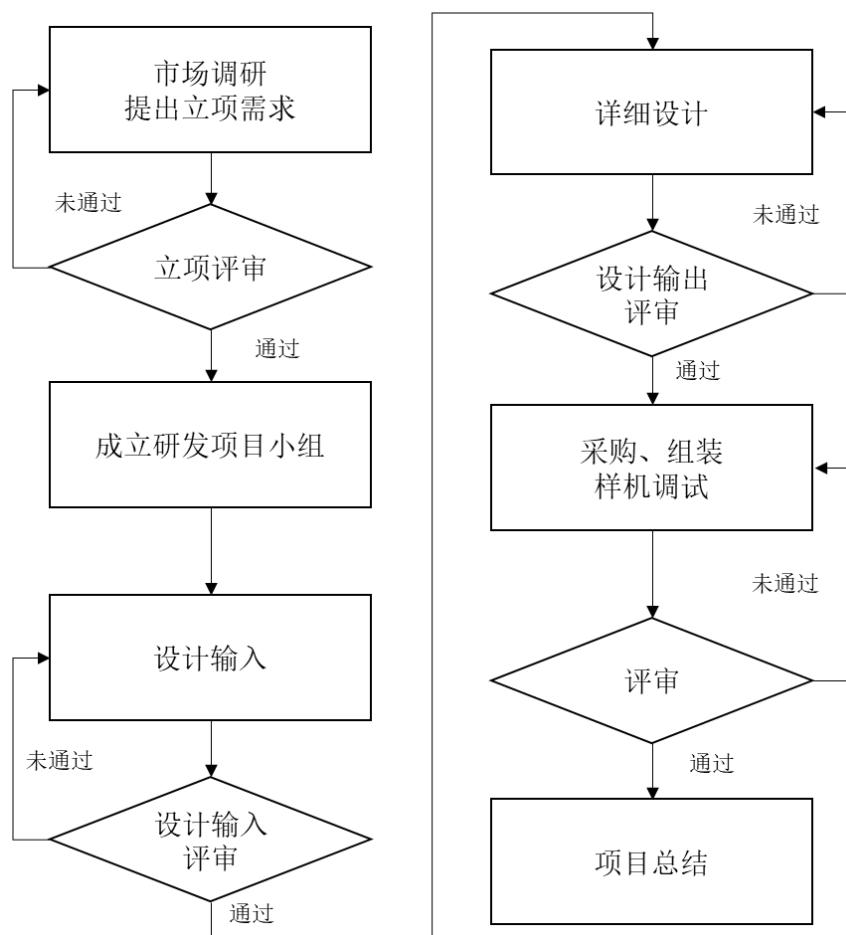 市场调研
提出立项需求
未通过
立项评审
通过
成立研发项目小组
设计输入
未通过
设计输入
评审
通过
详细设计
未通过
设计输出
评审
通过
采购、组装
样机调试
未通过
评审
通过
项目总结